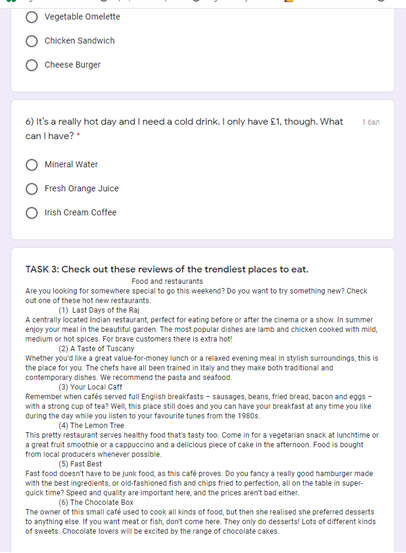 Vegetable Omelette
Chicken Sandwich
Cheese Burger
6) It's a really hot day and I need a cold drink. I only have £1, though. What
1 бал
can I have? *
Mineral Water
Fresh Orange Juice
Irish Cream Coffee
TASK 3: Check out these reviews of the trendiest places to eat.
Food and restaurants
Are you looking for somewhere special to go this weekend? Do you want to try something new? Check
out one of these hot new restaurants.
(1) Last Days of the Raj
A centrally located Indian restaurant, perfect for eating before or after the cinema or a show. In summer
enjoy your meal in the beautiful garden. The most popular dishes are lamb and chicken cooked with mild,
medium or hot spices. For brave customers there is extra hot!
(2) A Taste of Tuscany
Whether you'd like a great value-for-money lunch or a relaxed evening meal in stylish surroundings, this is
the place for you. The chefs have all been trained in Italy and they make both traditional and
contemporary dishes. We recommend the pasta and seafood.
(3) Your Local Caff
Remember when cafés served full English breakfasts – sausages, beans, fried bread, bacon and eggs –
with a strong cup of tea? Well, this place still does and you can have your breakfast at any time you like
during the day while you listen to your favourite tunes from the 1980s.
(4) The Lemon Tree
This pretty restaurant serves healthy food that's tasty too. Come in for a vegetarian snack at lunchtime or
a great fruit smoothie or a cappuccino and a delicious piece of cake in the afternoon. Food is bought
from local producers whenever possible.
(5) Fast Best
Fast food doesn't have to be junk food, as this café proves. Do you fancy a really good hamburger made
with the best ingredients, or old-fashioned fish and chips fried to perfection, all on the table in super-
quick time? Speed and quality are important here, and the prices aren't bad either.
(6) The Chocolate Box
The owner of this small café used to cook all kinds of food, but then she realised she preferred desserts
to anything else. If you want meat or fish, don't come here. They only do desserts! Lots of different kinds
of sweets. Chocolate lovers will be excited by the range of chocolate cakes.